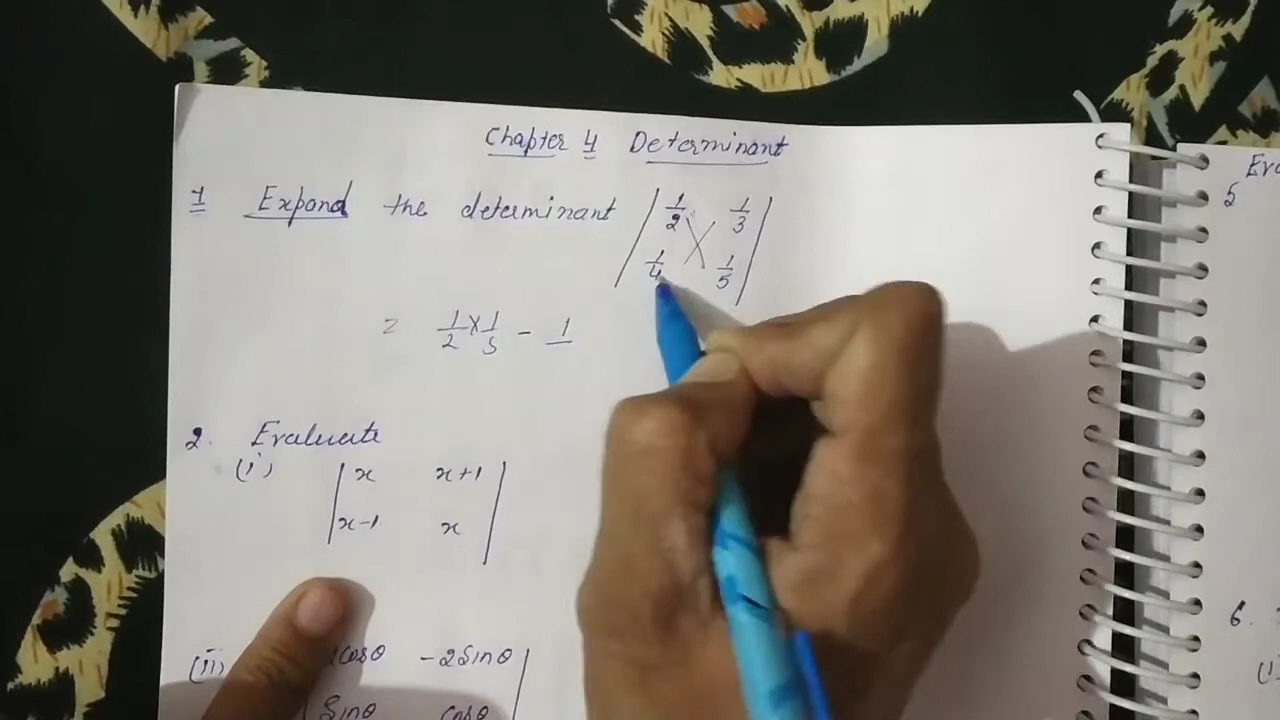 Chapter 4 Determinant
1 Expand the determinant | 1/2 1/3 |
| 1/4 1/5 |
= 1/2 × 1/5 - 1
2. Evaluate
(i) | x x+1 |
| x-1 x |
(ii) cosθ -2Sinθ |
Sinθ cosθ
5
6.